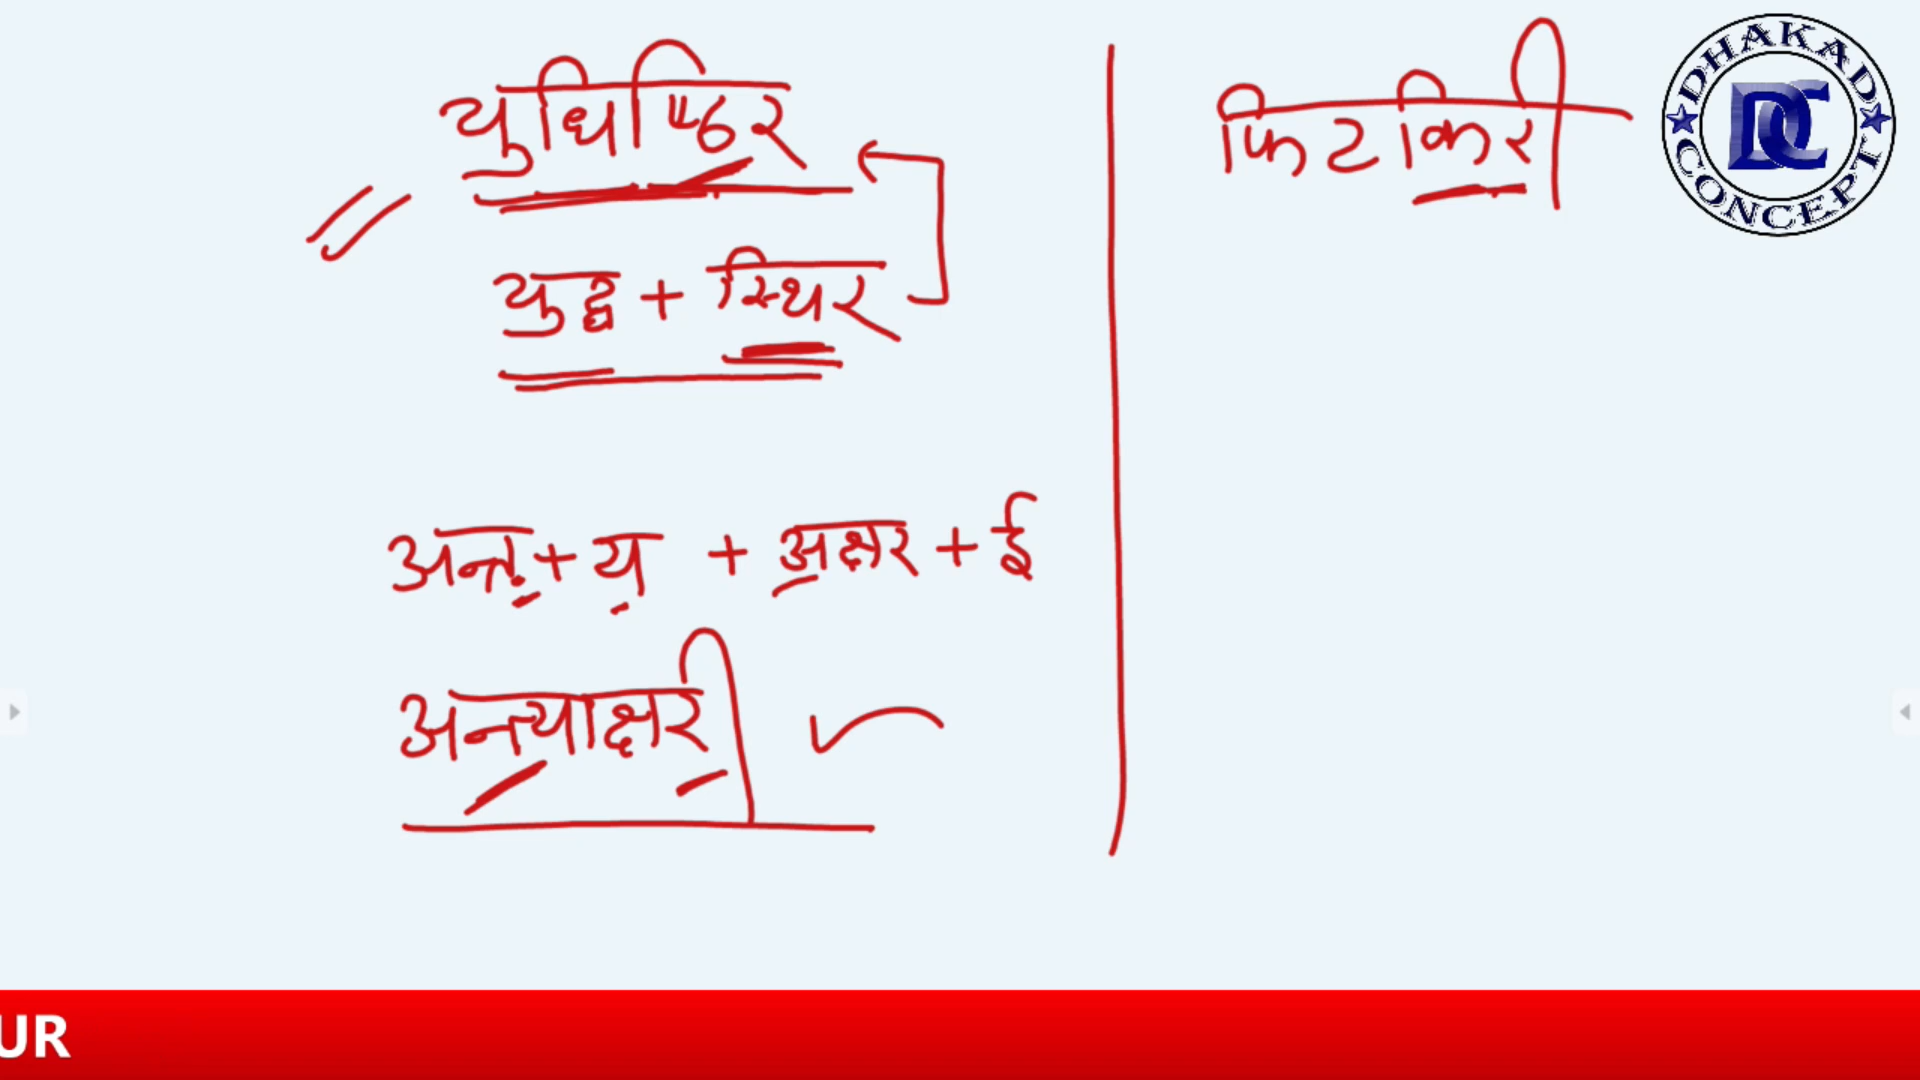 युधिष्ठिर
युद्ध + स्थिर
अन्त् + य + अक्षर + ई
अन्त्याक्षरी
फिटकिरी
DHAKAD
DC
CONCEPT
UR